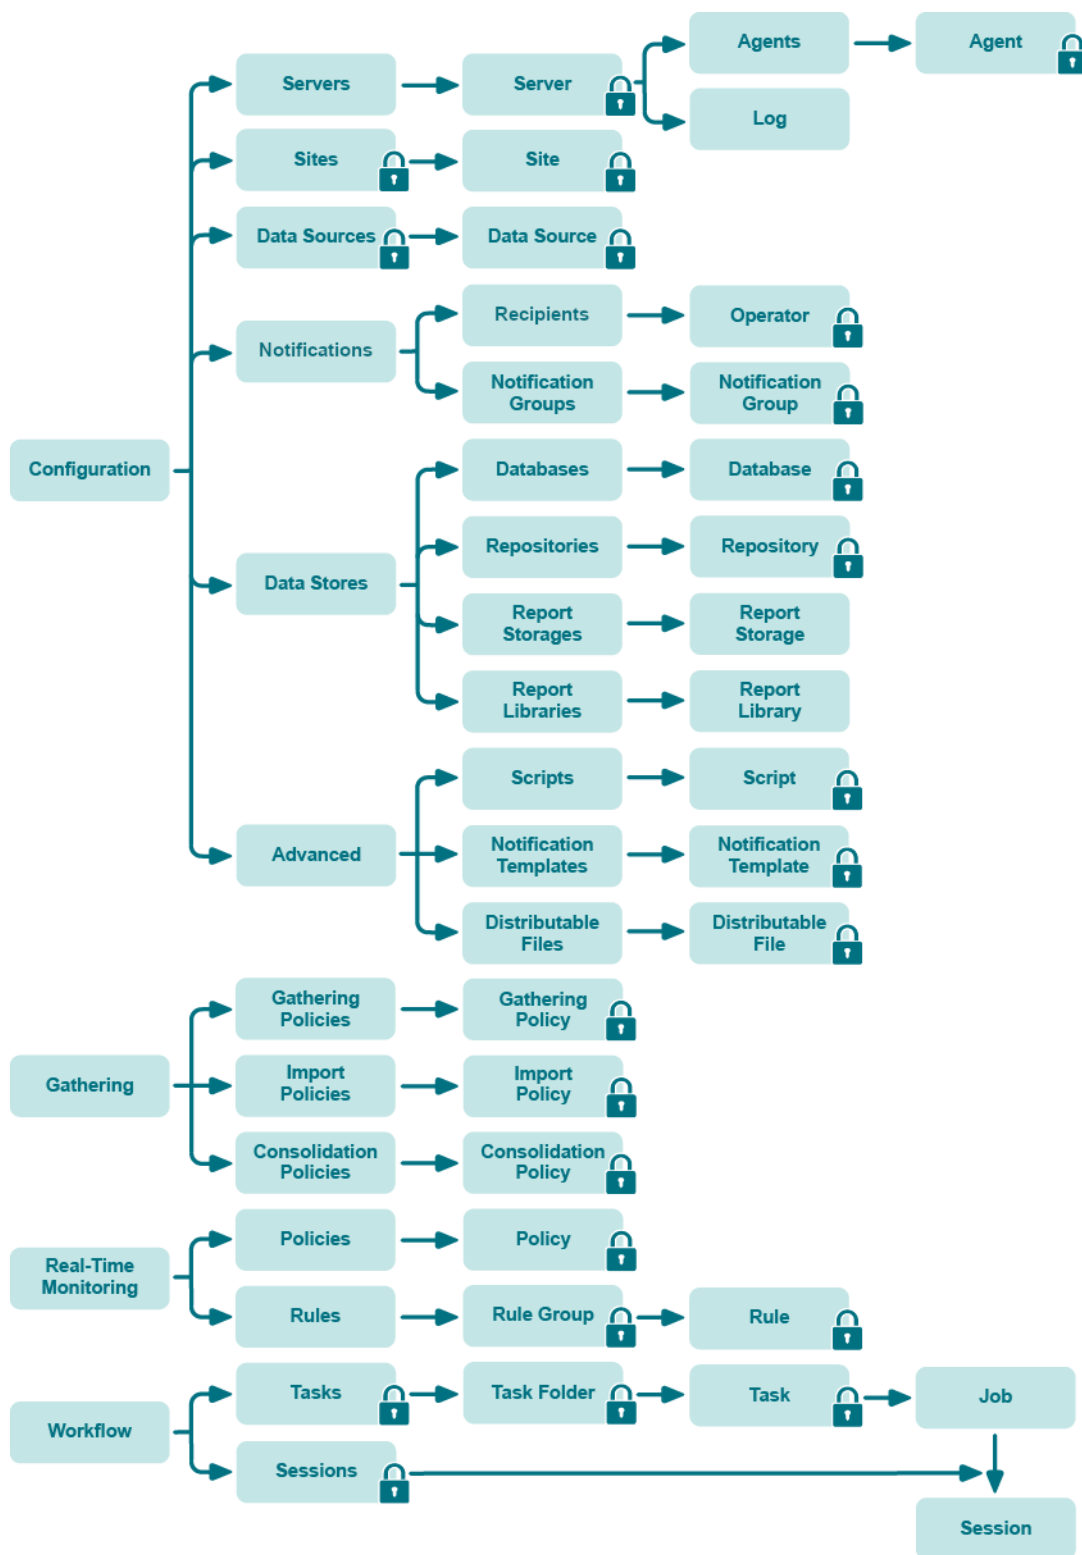 Agents
Agent
Servers
Server
Log
Sites
Site
Data Sources
Data Source
Recipients
Operator
Notifications
Notification
Groups
Notification
Group
Configuration
Databases
Database
Repositories
Repository
Data Stores
Report
Storages
Report
Storage
Report
Libraries
Report
Library
Scripts
Script
Advanced
Notification
Templates
Notification
Template
Distributable
Files
Distributable
File
Gathering
Policies
Gathering
Policy
Gathering
Import
Policies
Import
Policy
Consolidation
Policies
Consolidation
Policy
Policies
Policy
Real-Time
Monitoring
Rules
Rule Group
Rule
Tasks
Task Folder
Task
Job
Workflow
Sessions
Session